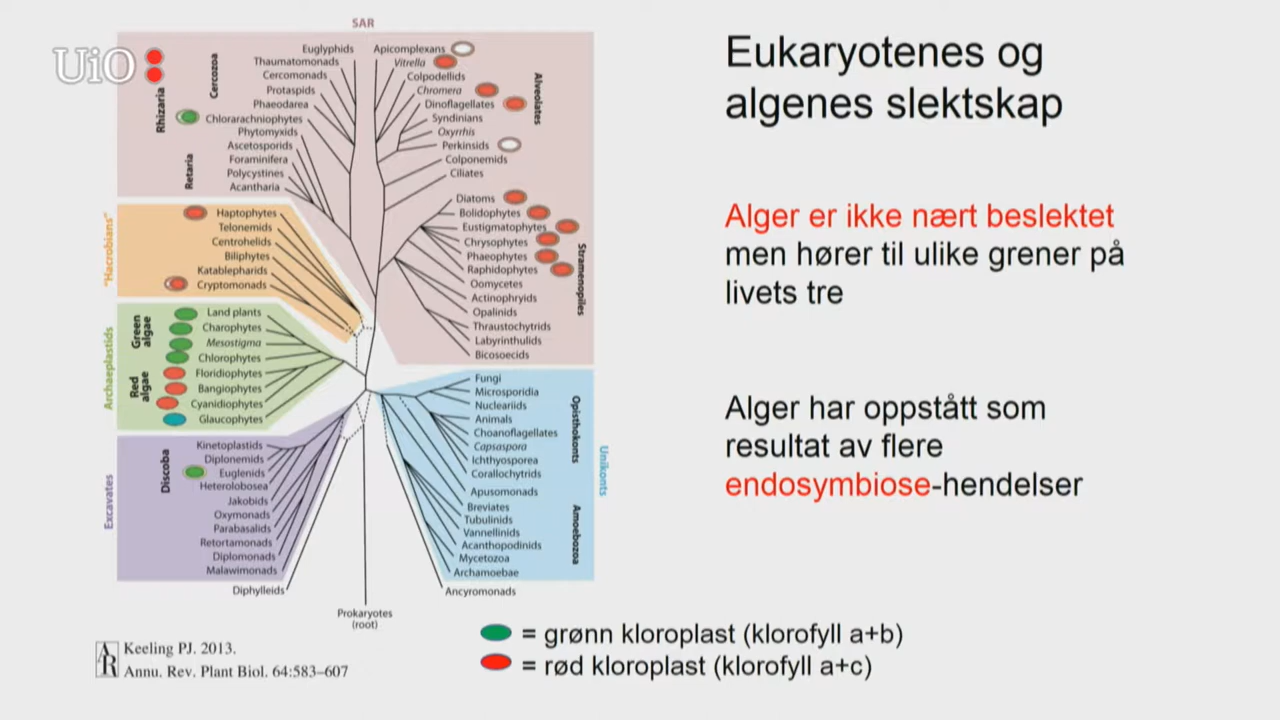 SAR
UiO
Rhizaria
Cercozoa
Retaria
Euglyphids
Thaumatomonads
Cercomonads
Protaspids
Phaeodarea
Chlorarachniophytes
Phytomyxids
Ascetosporids
Foraminifera
Polycystines
Acantharia
Apicomplexans
Vitrella
Colpodellids
Chromera
Dinoflagellates
Syndinians
Oxyrrhis
Perkinsids
Colponemids
Ciliates
Alveolates
Diatoms
Bolidophytes
Eustigmatophytes
Chrysophytes
Phaeophytes
Raphidophytes
Oomycetes
Actinophryids
Opalinids
Thraustochytrids
Labyrinthulids
Bicosoecids
Stramenopiles
"Hacrobians"
Haptophytes
Telonemids
Centrohelids
Biliphytes
Katablepharids
Cryptomonads
Archaeplastids
Green
algae
Red
algae
Land plants
Charophytes
Mesostigma
Chlorophytes
Floridiophytes
Bangiophytes
Cyanidiophytes
Glaucophytes
Excavates
Discoba
Kinetoplastids
Diplonemids
Euglenids
Heterolobosea
Jakobids
Oxymonads
Parabasalids
Retortamonads
Diplomonads
Malawimonads
Diphylleids
Fungi
Microsporidia
Nucleariids
Animals
Choanoflagellates
Capsaspora
Ichthyosporea
Corallochytrids
Apusomonads
Breviates
Tubulinids
Vannellinids
Acanthopodinids
Mycetozoa
Archamoebae
Ancyromonads
Opisthokonts
Amoebozoa
Unikonts
Prokaryotes
(root)
Eukaryotenes og
algenes slektskap
Alger er ikke nært beslektet
men hører til ulike grener på
livets tre
Alger har oppstått som
resultat av flere
endosymbiose-hendelser
= grønn kloroplast (klorofyll a+b)
= rød kloroplast (klorofyll a+c)
AR
Keeling PJ. 2013.
Annu. Rev. Plant Biol. 64:583–607